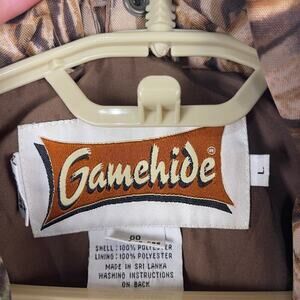 Gamehide®
L
SHELL: 100% POLYESTER
LINING: 100% POLYESTER
MADE IN SRI LANKA
WASHING INSTRUCTIONS
ON BACK